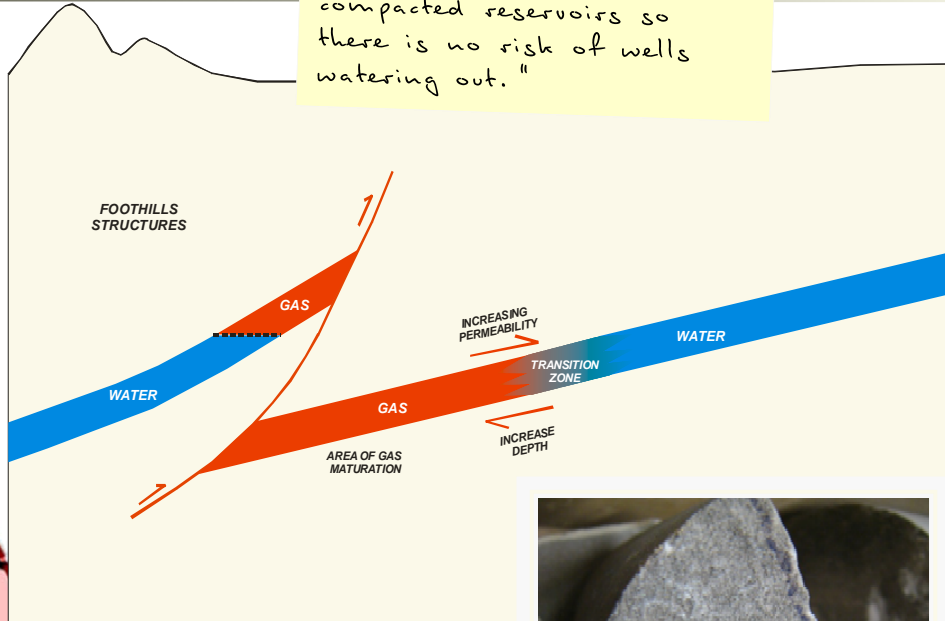 compacted reservoirs so
there is no risk of wells
watering out."
FOOTHILLS
STRUCTURES
GAS
WATER
INCREASING
PERMEABILITY
WATER
TRANSITION
ZONE
GAS
INCREASE
DEPTH
AREA OF GAS
MATURATION